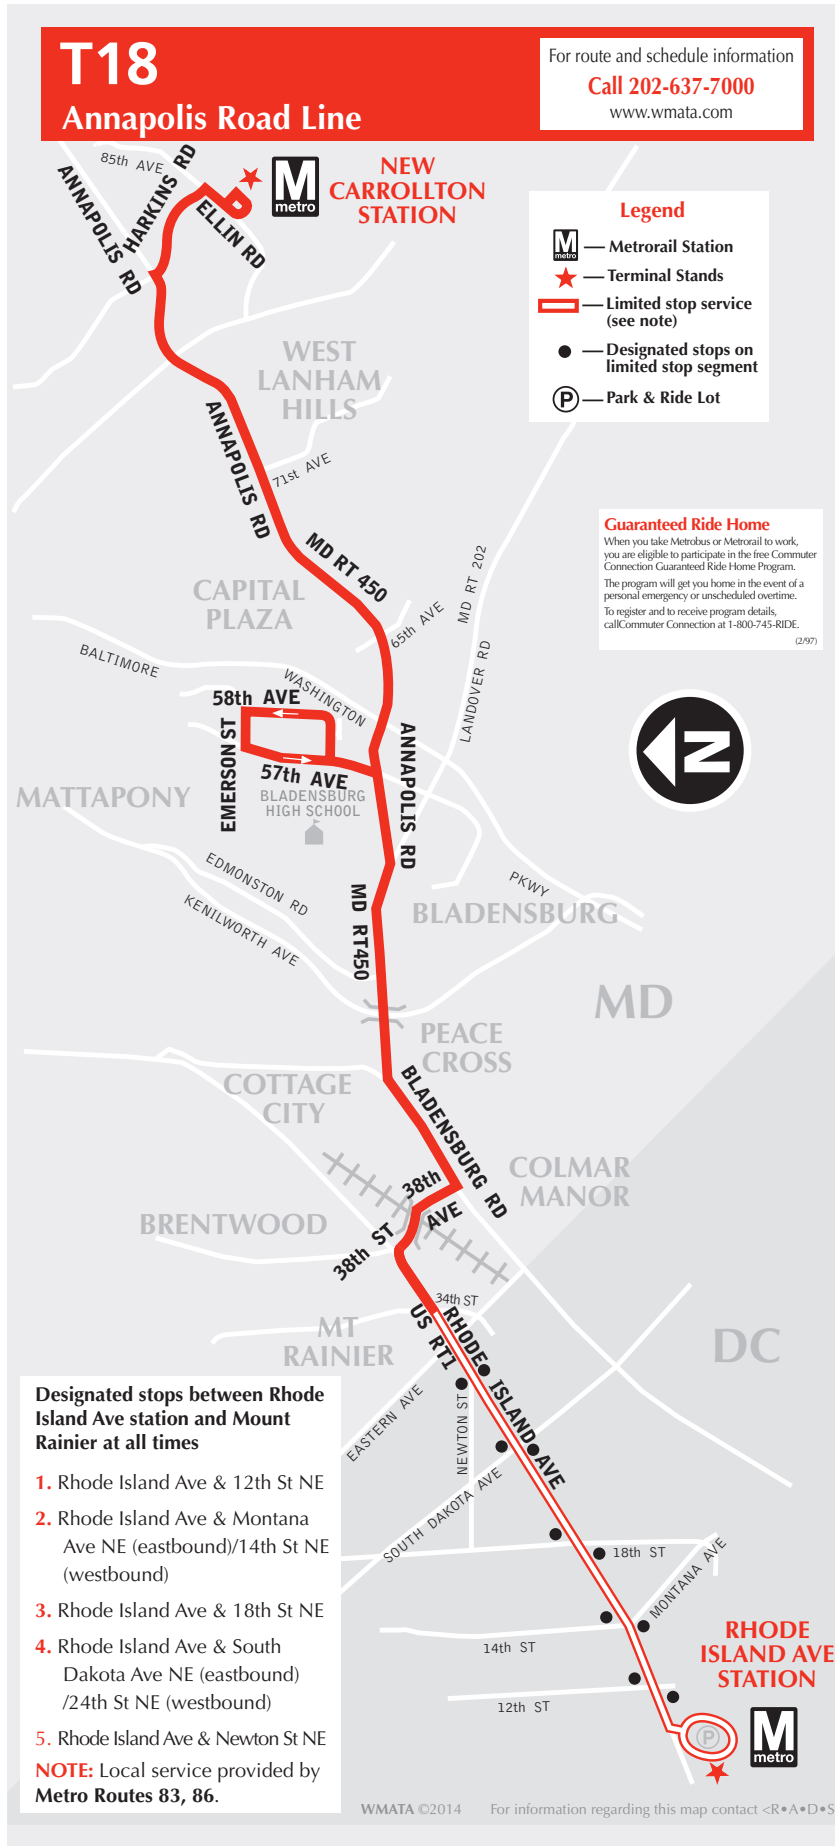 T18
Annapolis Road Line
For route and schedule information
Call 202-637-7000
www.wmata.com
85th AVE
HARKINS RD
ANNAPOLIS RD
ELLIN RD
M
metro
NEW
CARROLLTON
STATION
Legend
M
metro
Metrorail Station
Terminal Stands
Limited stop service
(see note)
Designated stops on
limited stop segment
P
Park & Ride Lot
WEST
LANHAM
HILLS
ANNAPOLIS RD
71st AVE
MD RT 450
Guaranteed Ride Home
When you take Metrobus or Metrorail to work,
you are eligible to participate in the free Commuter
Connection Guaranteed Ride Home Program.
The program will get you home in the event of a
personal emergency or unscheduled overtime.
To register and to receive program details,
callCommuter Connection at 1-800-745-RIDE.
(2/97)
CAPITAL
PLAZA
65th AVE
MD RT 202
LANDOVER RD
BALTIMORE
WASHINGTON
58th AVE
EMERSON ST
57th AVE
ANNAPOLIS RD
N
MATTAPONY
BLADENSBURG
HIGH SCHOOL
EDMONSTON RD
KENILWORTH AVE
MD RT450
PKWY
BLADENSBURG
MD
PEACE
CROSS
COTTAGE
CITY
BLADENSBURG RD
COLMAR
MANOR
38th
AVE
BRENTWOOD
38th ST
34th ST
MT
RAINIER
US RT1
RHODE ISLAND AVE
DC
EASTERN AVE
NEWTON ST
SOUTH DAKOTA AVE
18th ST
MONTANA AVE
14th ST
12th ST
RHODE
ISLAND AVE
STATION
P
M
metro
Designated stops between Rhode
Island Ave station and Mount
Rainier at all times
1. Rhode Island Ave & 12th St NE
2. Rhode Island Ave & Montana
Ave NE (eastbound)/14th St NE
(westbound)
3. Rhode Island Ave & 18th St NE
4. Rhode Island Ave & South
Dakota Ave NE (eastbound)
/24th St NE (westbound)
5. Rhode Island Ave & Newton St NE
NOTE: Local service provided by
Metro Routes 83, 86.
WMATA ©2014 For information regarding this map contact <R•A•D•S